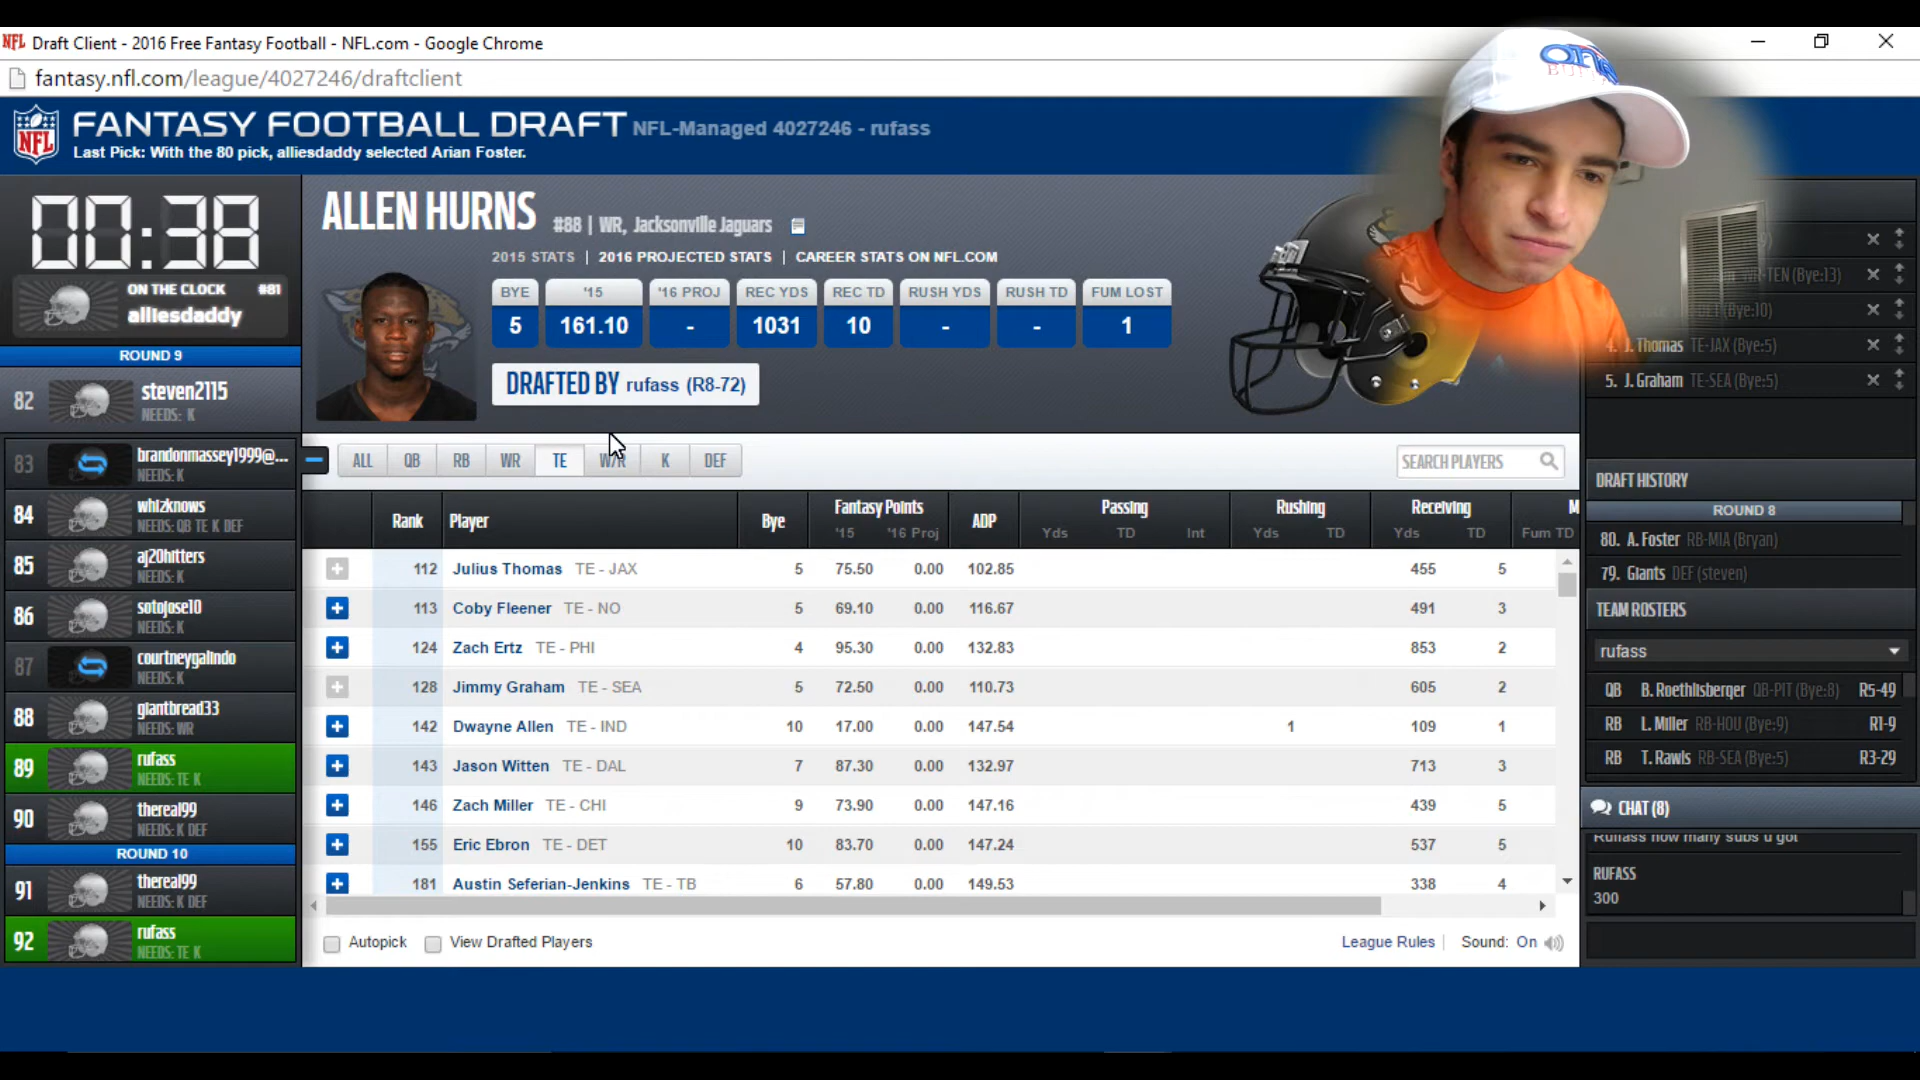 Draft Client - 2016 Free Fantasy Football - NFL.com - Google Chrome
fantasy.nfl.com/league/4027246/draftclient
NFL FANTASY FOOTBALL DRAFT NFL-Managed 4027246 - rufass
Last Pick: With the 80 pick, alliesdaddy selected Arian Foster.
00:38
ON THE CLOCK #81
alliesdaddy
ROUND 9
82 steven2115
NEEDS: K
83 brandonmassey1999@...
NEEDS: K
84 whizknows
NEEDS: QB TE K DEF
85 aj20hitters
NEEDS: K
86 sotojose10
NEEDS: K
87 courtneygalindo
NEEDS: K
88 giantbread33
NEEDS: WR
89 rufass
NEEDS: TE K
90 thereal99
NEEDS: K DEF
ROUND 10
91 thereal99
NEEDS: K DEF
92 rufass
NEEDS: TE K
ALLEN HURNS #88 | WR, Jacksonville Jaguars
2015 STATS | 2016 PROJECTED STATS | CAREER STATS ON NFL.COM
BYE '15 '16 PROJ REC YDS REC TD RUSH YDS RUSH TD FUM LOST
5 161.10 - 1031 10 - - 1
DRAFTED BY rufass (R8-72)
ALL QB RB WR TE W/R K DEF
SEARCH PLAYERS
Rank Player Bye Fantasy Points ADP Passing Rushing Receiving M
'15 '16 Proj Yds TD Int Yds TD Yds TD Fum TD
112 Julius Thomas TE - JAX 5 75.50 0.00 102.85 455 5
113 Coby Fleener TE - NO 5 69.10 0.00 116.67 491 3
124 Zach Ertz TE - PHI 4 95.30 0.00 132.83 853 2
128 Jimmy Graham TE - SEA 5 72.50 0.00 110.73 605 2
142 Dwayne Allen TE - IND 10 17.00 0.00 147.54 1 109 1
143 Jason Witten TE - DAL 7 87.30 0.00 132.97 713 3
146 Zach Miller TE - CHI 9 73.90 0.00 147.16 439 5
155 Eric Ebron TE - DET 10 83.70 0.00 147.24 537 5
181 Austin Seferian-Jenkins TE - TB 6 57.80 0.00 149.53 338 4
Autopick View Drafted Players
League Rules | Sound: On
WR-TEN (Bye:13)
(Bye:10)
4. J. Thomas TE-JAX (Bye:5)
5. J. Graham TE-SEA (Bye:5)
DRAFT HISTORY
ROUND 8
80. A. Foster RB-MIA (Bryan)
79. Giants DEF (steven)
TEAM ROSTERS
rufass
QB B. Roethlisberger QB-PIT (Bye:8) R5-49
RB L. Miller RB-HOU (Bye:9) R1-9
RB T. Rawls RB-SEA (Bye:5) R3-29
CHAT (8)
Ruffass how many subs u got
RUFASS
300